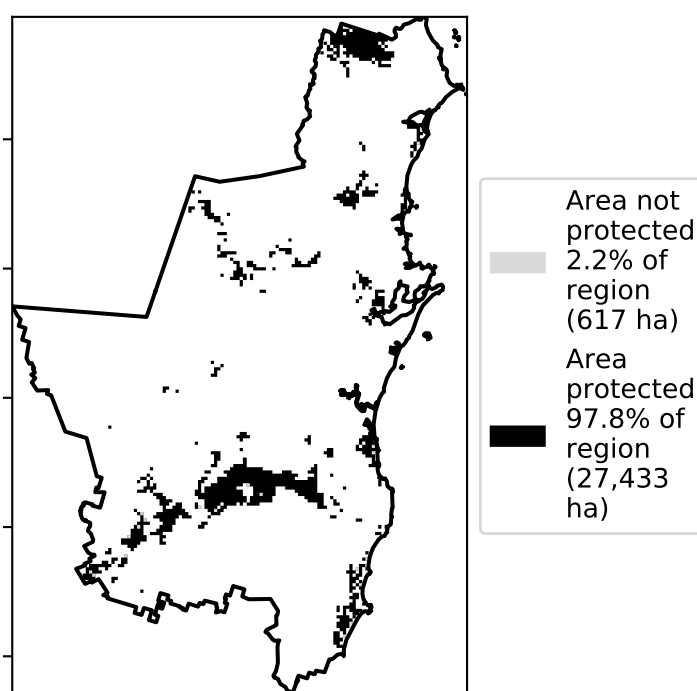 Area not
protected
2.2% of
region
(617 ha)
Area
protected
97.8% of
region
(27,433
ha)